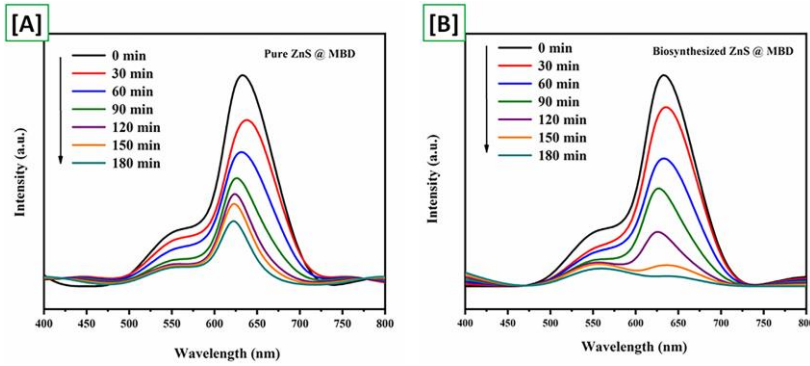 [A]
Pure ZnS @ MBD
0 min
30 min
60 min
90 min
120 min
150 min
180 min
Intensity (a.u.)
400 450 500 550 600 650 700 750 800
Wavelength (nm)
[B]
Biosynthesized ZnS @ MBD
0 min
30 min
60 min
90 min
120 min
150 min
180 min
Intensity (a.u.)
400 450 500 550 600 650 700 750 800
Wavelength (nm)